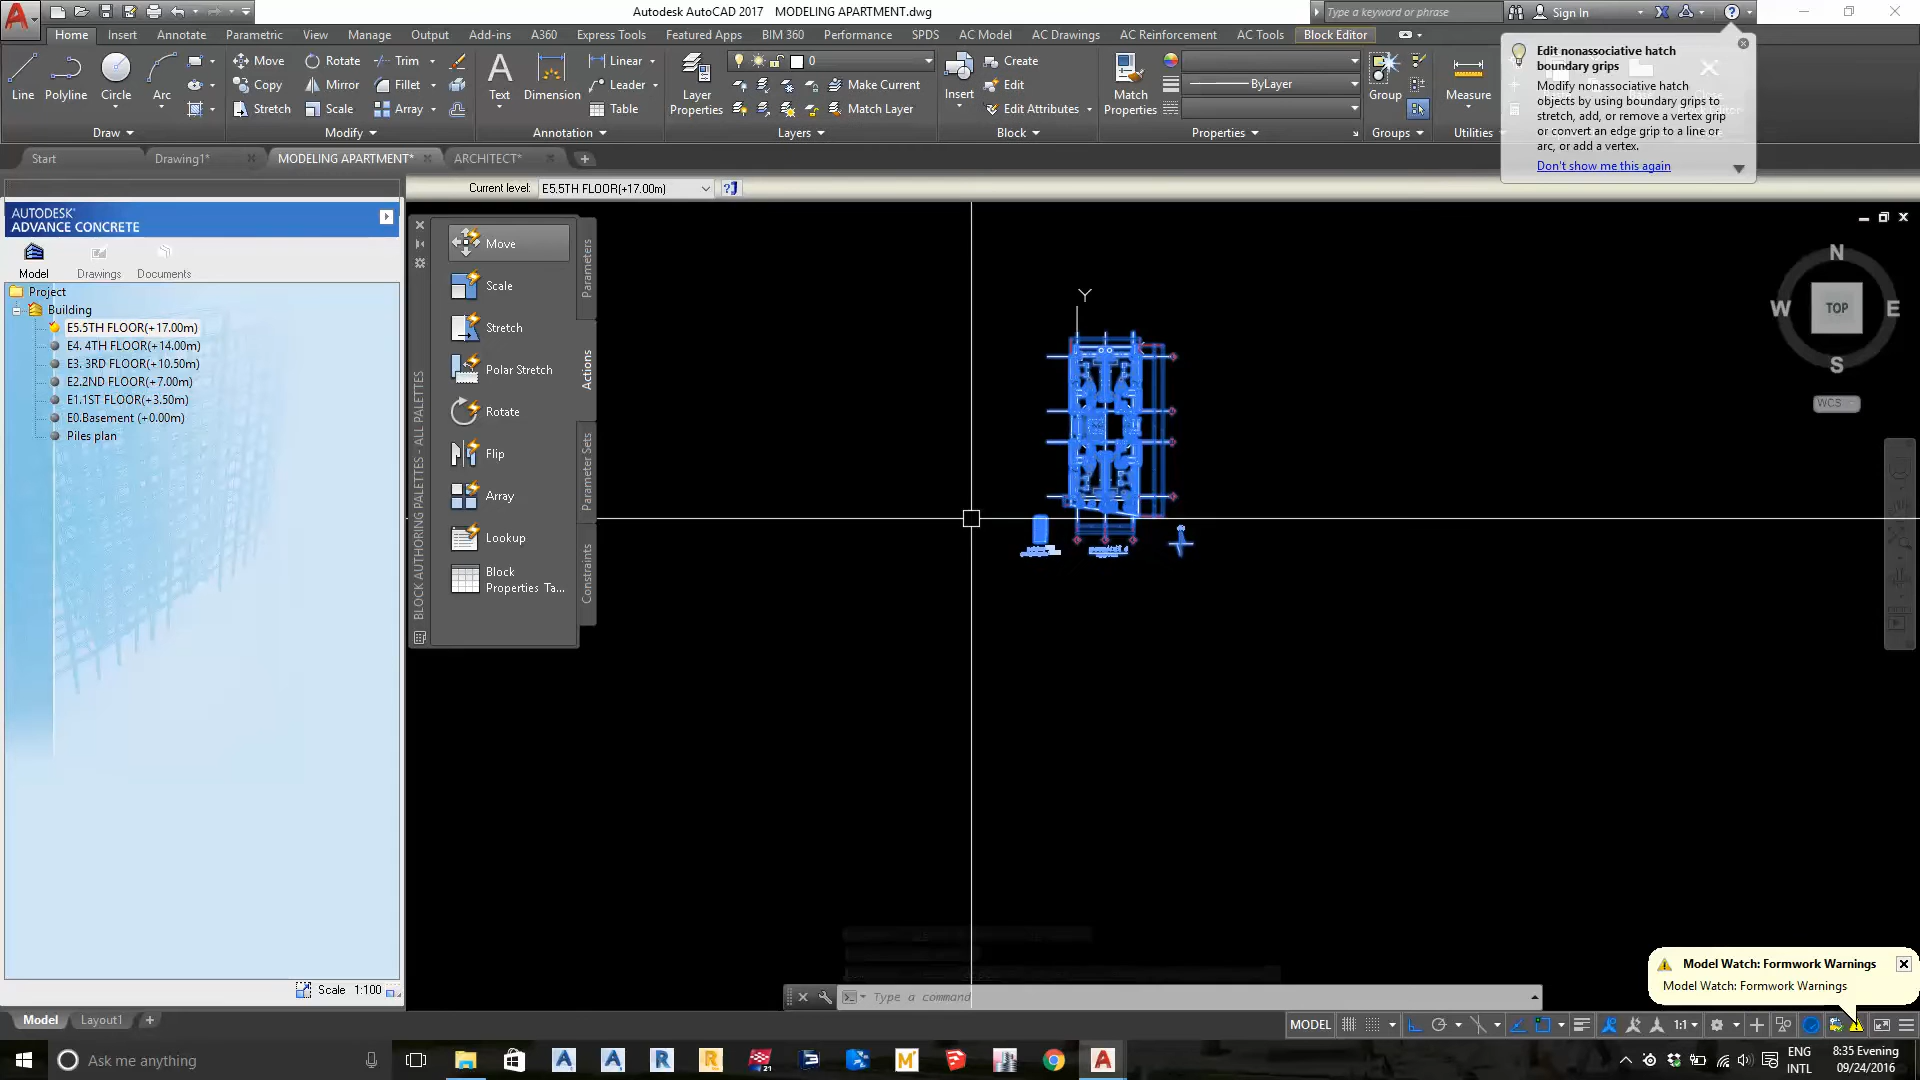 Autodesk AutoCAD 2017 MODELING APARTMENT.dwg
Type a keyword or phrase
Sign In
Home Insert Annotate Parametric View Manage Output Add-ins A360 Express Tools Featured Apps BIM 360 Performance SPDS AC Model AC Drawings AC Reinforcement AC Tools Block Editor
Line Polyline Circle Arc
Move Rotate Trim
Copy Mirror Fillet
Stretch Scale Array
Text Dimension
Linear
Leader
Table
Layer Properties
0
Make Current
Match Layer
Insert
Create
Edit
Edit Attributes
Match Properties
ByLayer
Group
Measure
Draw Modify Annotation Layers Block Properties Groups Utilities
Edit nonassociative hatch
boundary grips
Modify nonassociative hatch
objects by using boundary grips to
stretch, add, or remove a vertex grip
or convert an edge grip to a line or
arc, or add a vertex.
Don't show me this again
Start Drawing1* MODELING APARTMENT* ARCHITECT*
Current level: E5.5TH FLOOR(+17.00m)
AUTODESK®
ADVANCE CONCRETE
Model Drawings Documents
Project
Building
E5.5TH FLOOR(+17.00m)
E4. 4TH FLOOR(+14.00m)
E3. 3RD FLOOR(+10.50m)
E2.2ND FLOOR(+7.00m)
E1.1ST FLOOR(+3.50m)
E0.Basement (+0.00m)
Piles plan
Scale 1:100
BLOCK AUTHORING PALETTES - ALL PALETTES
Move
Scale
Stretch
Polar Stretch
Rotate
Flip
Array
Lookup
Block
Properties Ta...
Parameters
Actions
Parameter Sets
Constraints
Y
N
W TOP E
S
WCS
Type a command
Model Watch: Formwork Warnings
Model Watch: Formwork Warnings
Model Layout1
MODEL 1:1
Ask me anything
21
ENG
INTL
8:35 Evening
09/24/2016